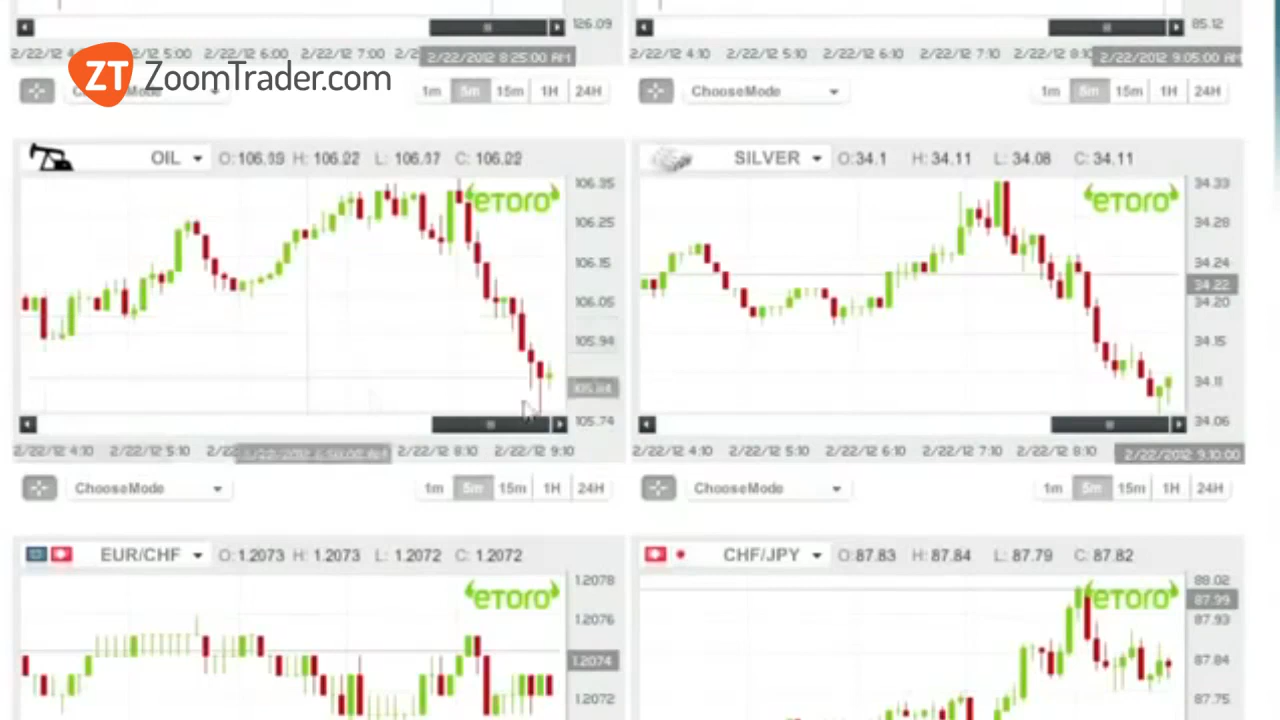 126.09
85.12
2/22/12 5:00 2/22/12 6:00 2/22/12 7:00 2/22/2012 8:25:00 AM
2/22/12 4:10 2/22/12 5:10 2/22/12 6:10 2/22/12 7:10 2/22/12 8:10 2/22/2012 9:05:00 AM
ZT ZoomTrader.com
1m 5m 15m 1H 24H
ChooseMode 1m 5m 15m 1H 24H
OIL H: 106.22 C: 106.22
etoro
106.35
106.25
106.15
106.05
105.94
105.84
105.74
2/22/12 4:10 2/22/12 5:10 2/22/12 8:10 2/22/12 9:10
SILVER O: 34.1 H: 34.11 L: 34.08 C: 34.11
etoro
34.33
34.28
34.24
34.22
34.20
34.15
34.11
34.06
2/22/12 4:10 2/22/12 5:10 2/22/12 6:10 2/22/12 7:10 2/22/12 8:10 2/22/2012 9:10:00
ChooseMode 1m 5m 15m 1H 24H
ChooseMode 1m 5m 15m 1H 24H
EUR/CHF O: 1.2073 H: 1.2073 L: 1.2072 C: 1.2072
etoro
1.2078
1.2076
1.2074
1.2072
CHF/JPY O: 87.83 H: 87.84 L: 87.79 C: 87.82
etoro
88.02
87.99
87.93
87.84
87.75